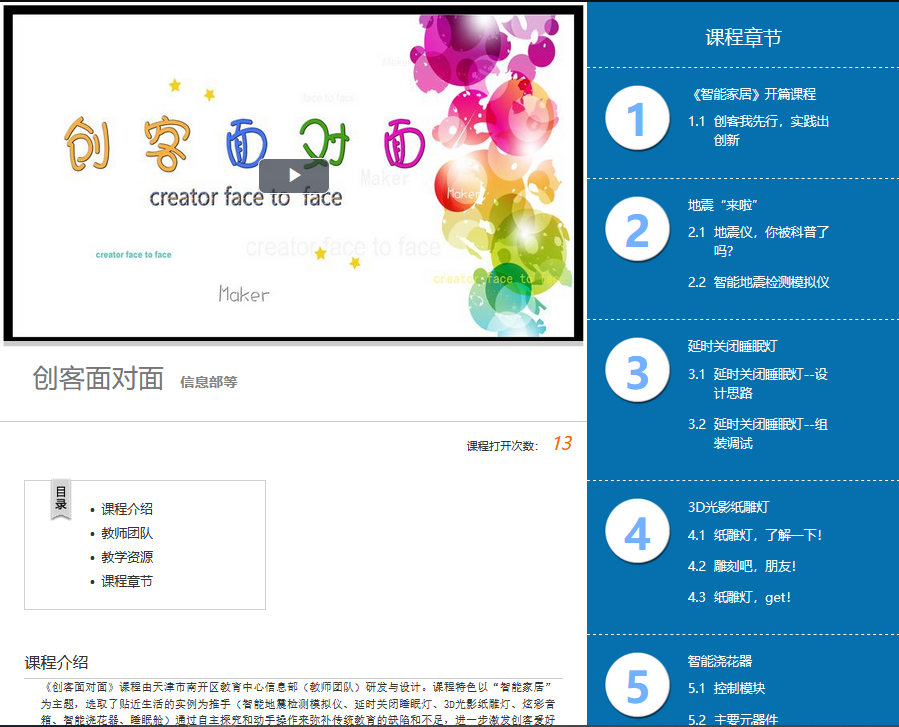 创客面对面
creator face to face
Maker
face to face
Maker
Maker
creator face to face
creator face to face
creator face to
Maker
创客面对面 信息部等
课程打开次数： 13
目录
• 课程介绍
• 教师团队
• 教学资源
• 课程章节
课程介绍
《创客面对面》课程由天津市南开区教育中心信息部（教师团队）研发与设计。课程特色以“智能家居”
为主题，选取了贴近生活的实例为推手（智能地震检测模拟仪、延时关闭睡眠灯、3D光影纸雕灯、炫彩音
箱、智能浇花器、睡眠舱）通过自主探究和动手操作来弥补传统教育的缺陷和不足，进一步激发创客爱好
课程章节
1
《智能家居》开篇课程
1.1 创客我先行，实践出
创新
2
地震“来啦”
2.1 地震仪，你被科普了
吗？
2.2 智能地震检测模拟仪
3
延时关闭睡眠灯
3.1 延时关闭睡眠灯--设
计思路
3.2 延时关闭睡眠灯--组
装调试
4
3D光影纸雕灯
4.1 纸雕灯，了解一下！
4.2 雕刻吧，朋友！
4.3 纸雕灯，get！
5
智能浇花器
5.1 控制模块
5.2 主要元器件